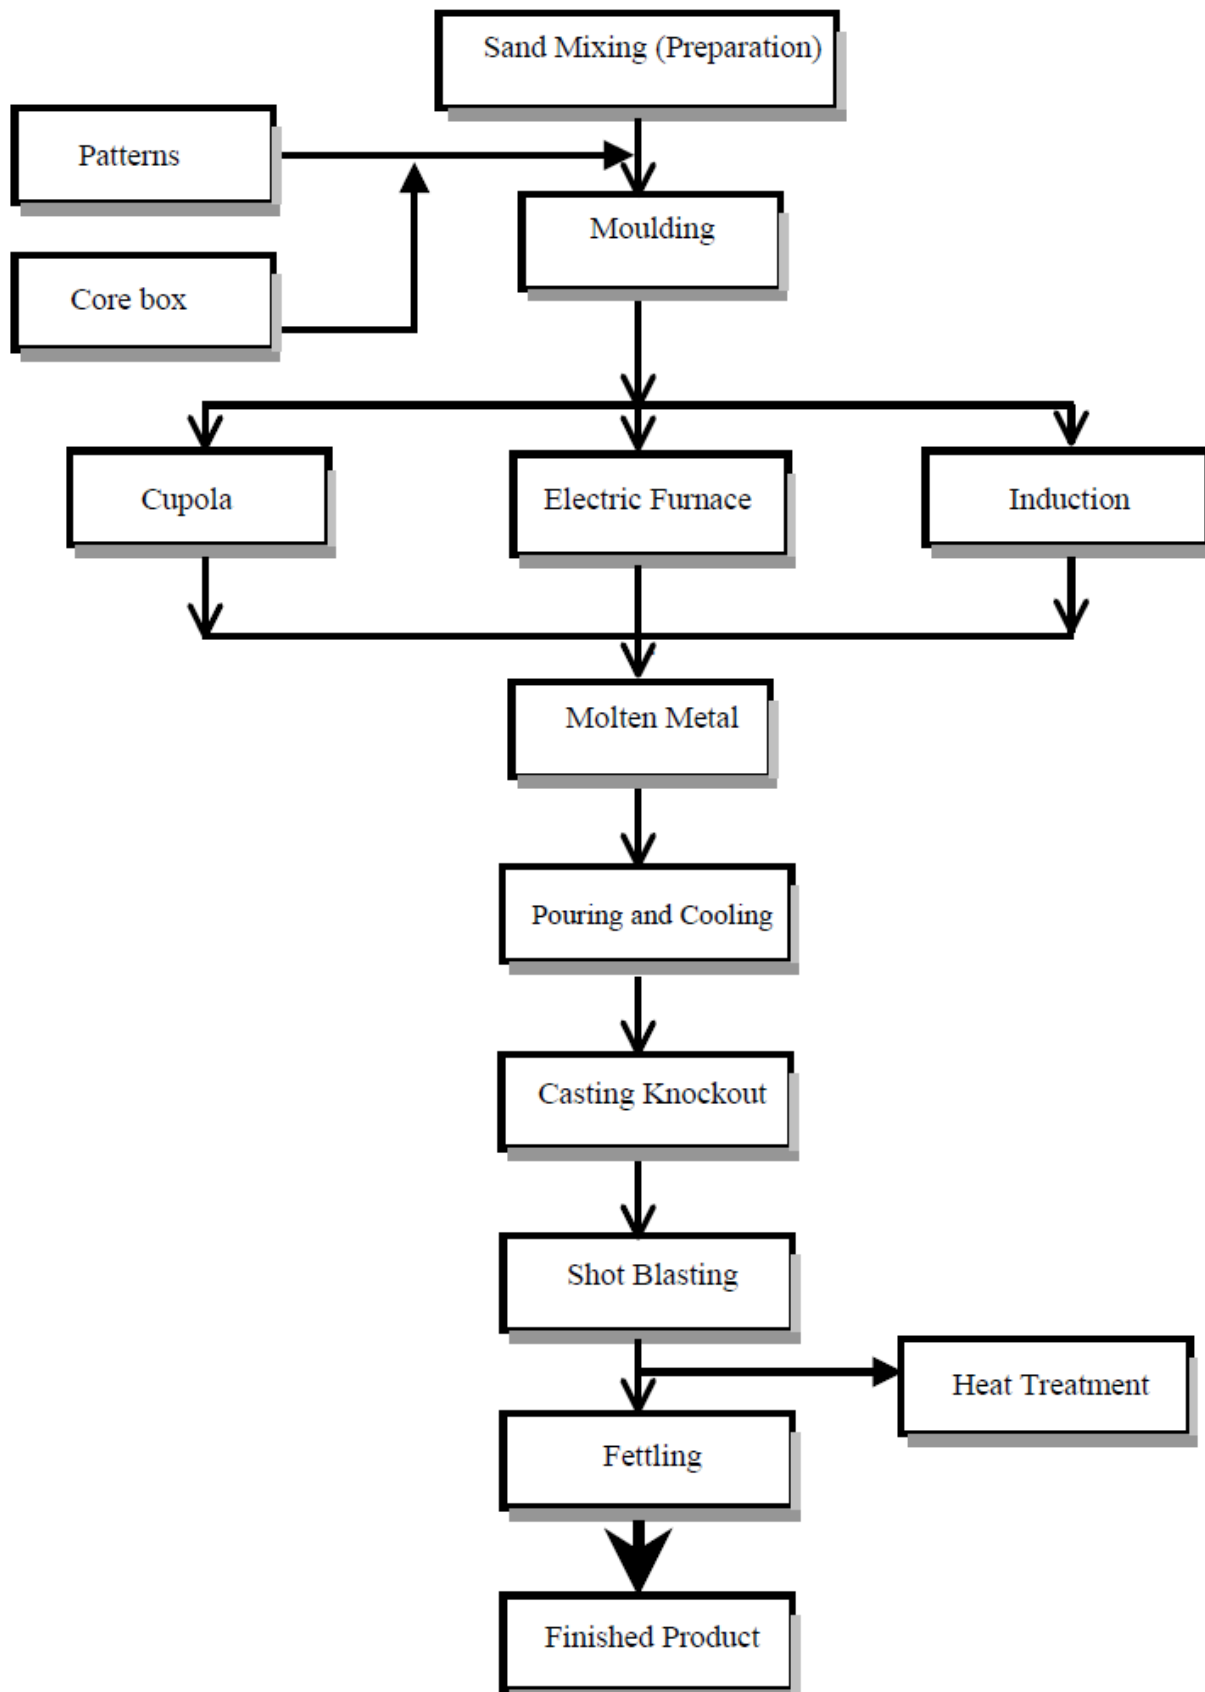 Sand Mixing (Preparation)
Patterns
Moulding
Core box
Cupola
Electric Furnace
Induction
Molten Metal
Pouring and Cooling
Casting Knockout
Shot Blasting
Heat Treatment
Fettling
Finished Product